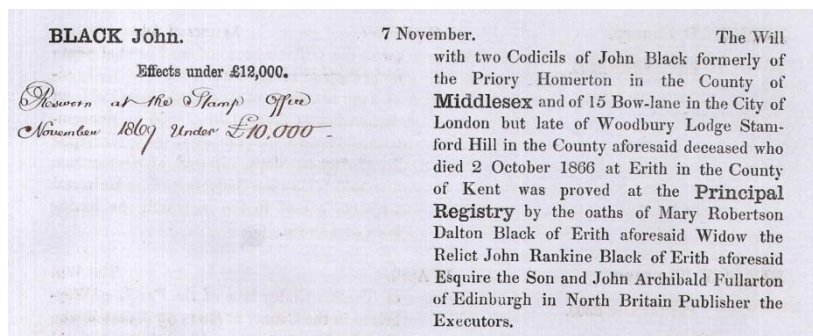 BLACK John.
Effects under £12,000.
Resworn at the Stamp Office
November 1869 Under £10,000
7 November. The Will
with two Codicils of John Black formerly of
the Priory Homerton in the County of
Middlesex and of 15 Bow-lane in the City of
London but late of Woodbury Lodge Stam-
ford Hill in the County aforesaid deceased who
died 2 October 1866 at Erith in the County
of Kent was proved at the Principal
Registry by the oaths of Mary Robertson
Dalton Black of Erith aforesaid Widow the
Relict John Rankine Black of Erith aforesaid
Esquire the Son and John Archibald Fullarton
of Edinburgh in North Britain Publisher the
Executors.